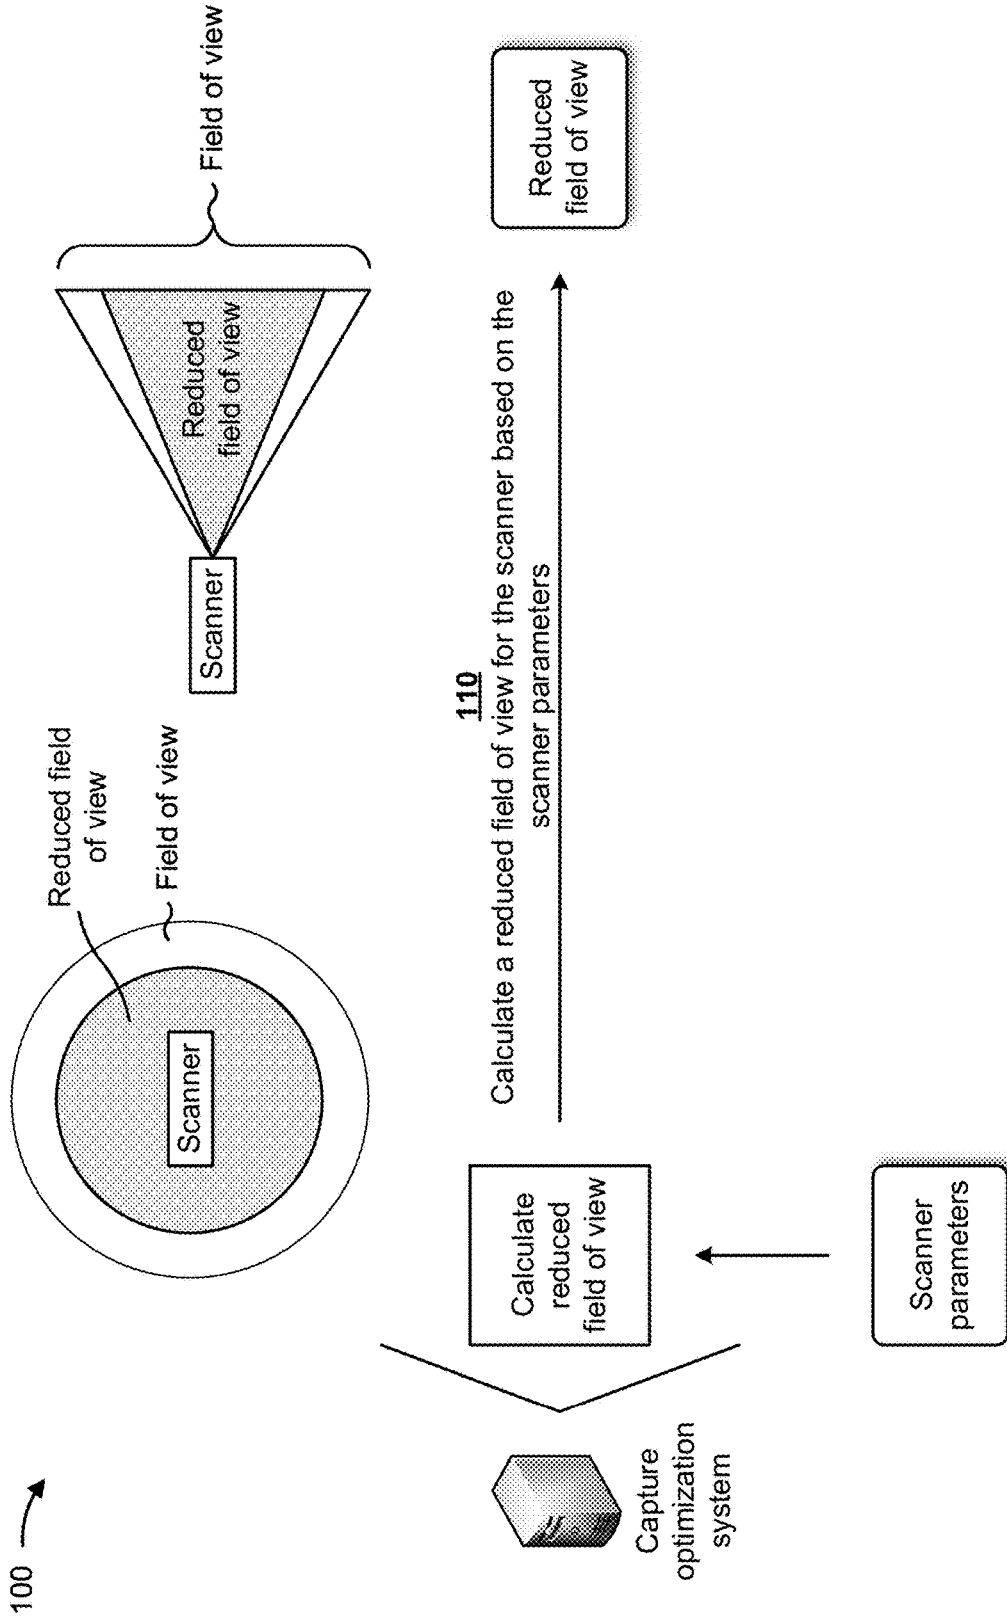 100
Reduced field
of view
Field of view
Scanner
Scanner
Reduced
field of view
Field of view
Capture
optimization
system
Calculate
reduced
field of view
Scanner
parameters
110
Calculate a reduced field of view for the scanner based on the
scanner parameters
Reduced
field of view